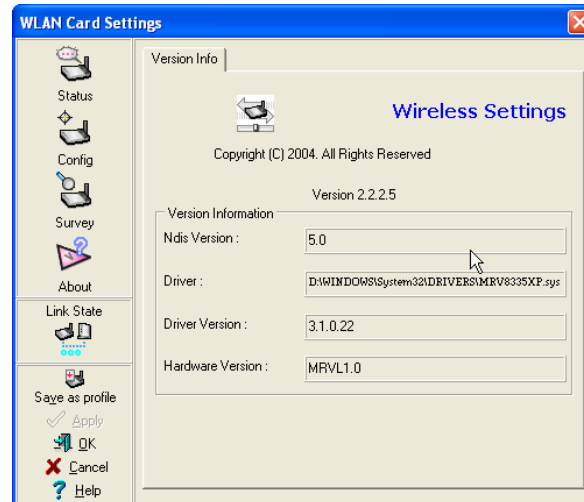 WLAN Card Settings
Status
Config
Survey
About
Link State
Save as profile
Apply
OK
Cancel
Help
Version Info
Wireless Settings
Copyright (C) 2004. All Rights Reserved
Version 2.2.2.5
Version Information
Ndis Version : 5.0
Driver : D:\WINDOWS\System32\DRIVERS\MRV8335XP.sys
Driver Version : 3.1.0.22
Hardware Version : MRVL1.0